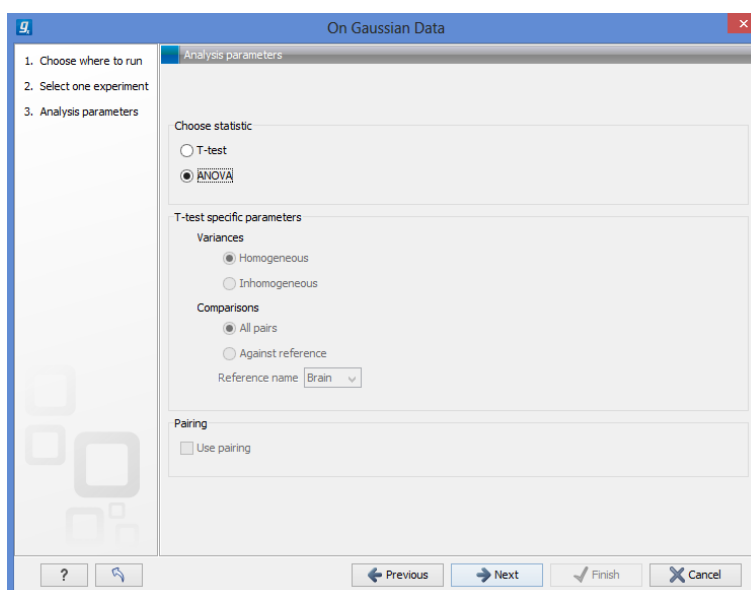 On Gaussian Data
1. Choose where to run
2. Select one experiment
3. Analysis parameters
Analysis parameters
Choose statistic
T-test
ANOVA
T-test specific parameters
Variances
Homogeneous
Inhomogeneous
Comparisons
All pairs
Against reference
Reference name Brain
Pairing
Use pairing
? Previous Next Finish Cancel